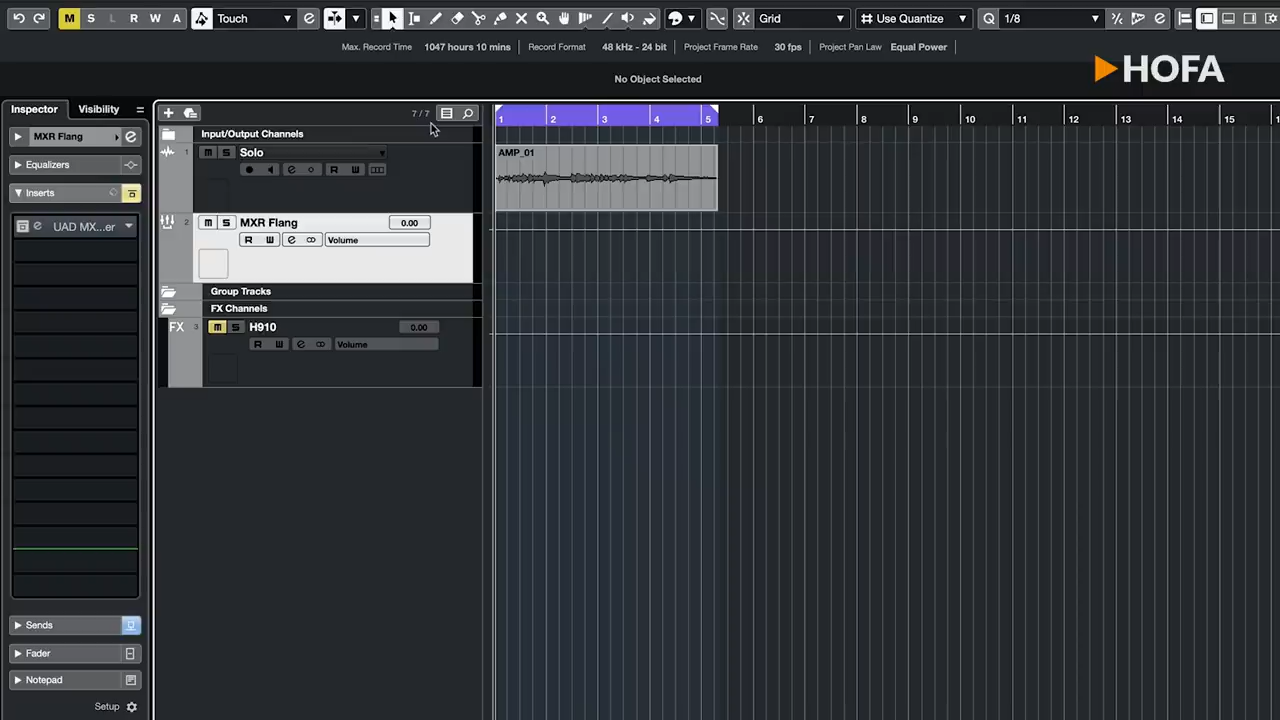 M S L R W A Touch Grid Use Quantize Q 1/8
Max. Record Time 1047 hours 10 mins Record Format 48 kHz - 24 bit Project Frame Rate 30 fps Project Pan Law Equal Power
HOFA
No Object Selected
Inspector Visibility 7 / 7 1 2 3 4 5 6 7 8 9 10 11 12 13 14 15
MXR Flang
Equalizers
Inserts
UAD MX...er
Sends
Fader
Notepad
Setup
Input/Output Channels
1 m S Solo
R W
2 m S MXR Flang 0.00
R W e Volume
Group Tracks
FX Channels
FX 3 m S H910 0.00
R W e Volume
AMP_01